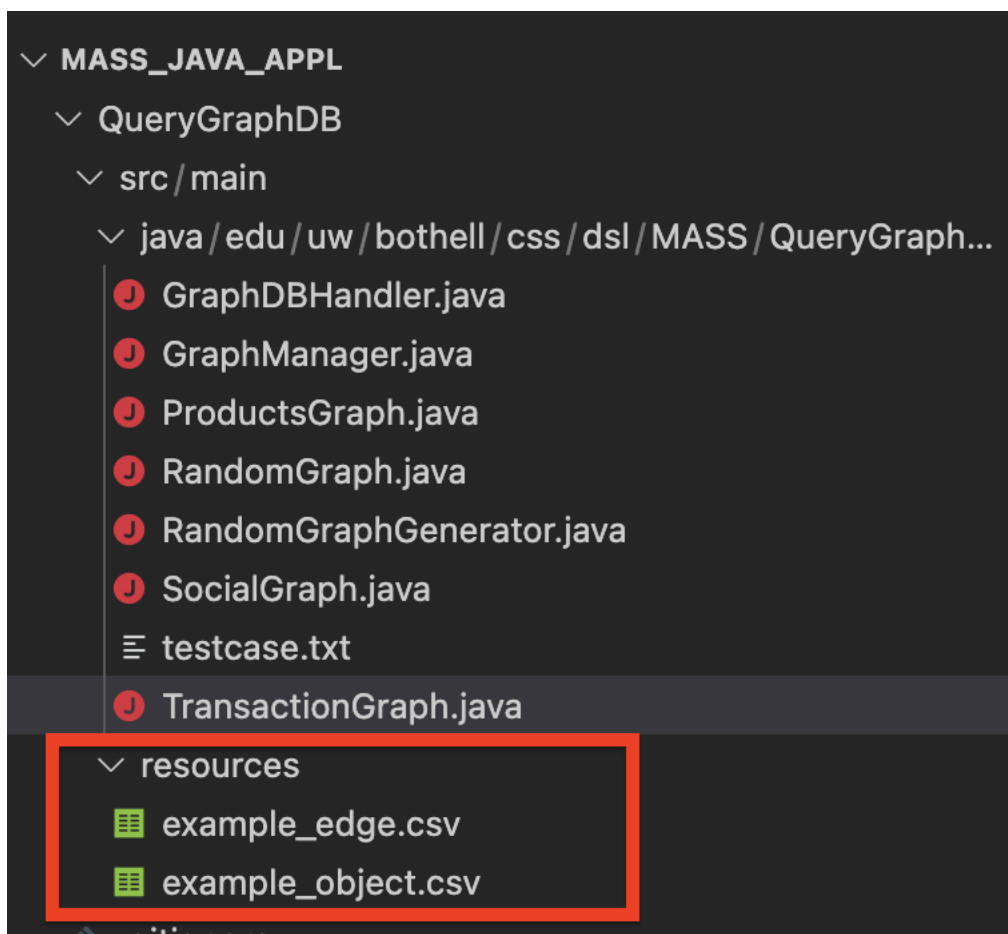 MASS_JAVA_APPL
QueryGraphDB
src/main
java/edu/uw/bothell/css/dsl/MASS/QueryGraph...
J GraphDBHandler.java
J GraphManager.java
J ProductsGraph.java
J RandomGraph.java
J RandomGraphGenerator.java
J SocialGraph.java
testcase.txt
J TransactionGraph.java
resources
example_edge.csv
example_object.csv